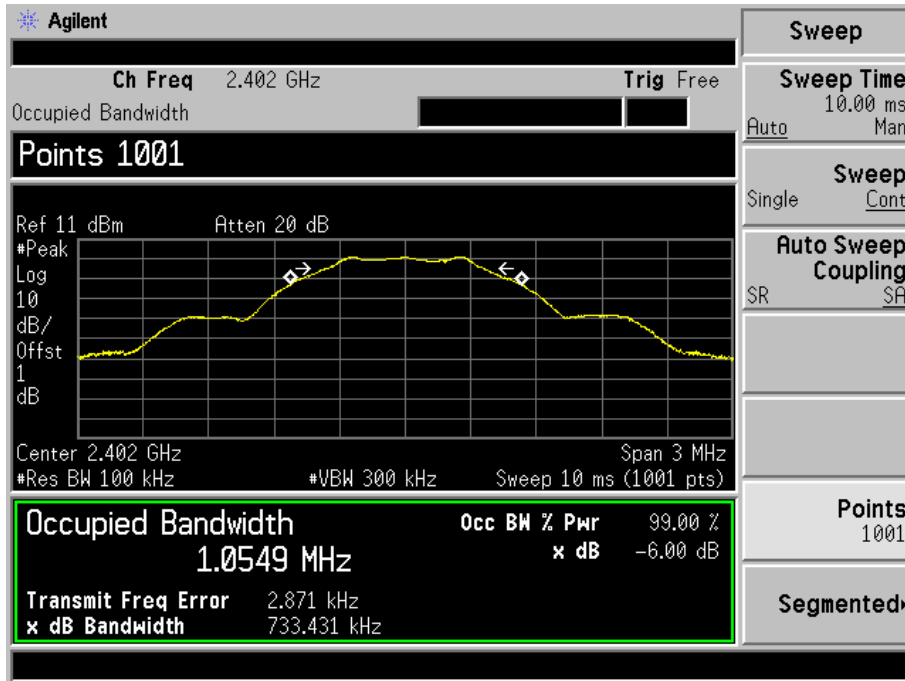 Agilent
Ch Freq 2.402 GHz Trig Free
Occupied Bandwidth
Points 1001
Ref 11 dBm Atten 20 dB
#Peak
Log
10
dB/
Offst
1
dB
Center 2.402 GHz Span 3 MHz
#Res BW 100 kHz #VBW 300 kHz Sweep 10 ms (1001 pts)
Occupied Bandwidth
1.0549 MHz
Occ BW % Pwr 99.00 %
x dB -6.00 dB
Transmit Freq Error 2.871 kHz
x dB Bandwidth 733.431 kHz
Sweep
Sweep Time
10.00 ms
Auto Man
Sweep
Single Cont
Auto Sweep
Coupling
SR SA
Points
1001
Segmented